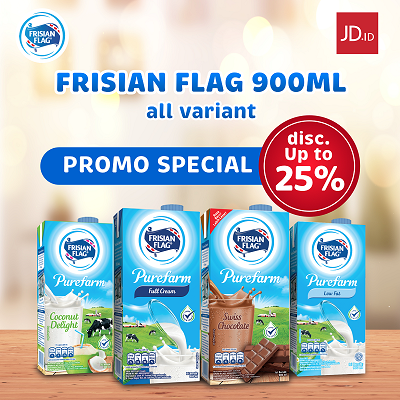 FRISIAN
FLAG
JD.ID
FRISIAN FLAG 900ML
all variant
PROMO SPECIAL
disc.
Up to
25%
FRISIAN
FLAG
Purefarm
Coconut
Delight
FRISIAN
FLAG
Purefarm
Full Cream
FRISIAN
FLAG
Purefarm
Swiss
Chocolate
FRISIAN
FLAG
Purefarm
Low Fat